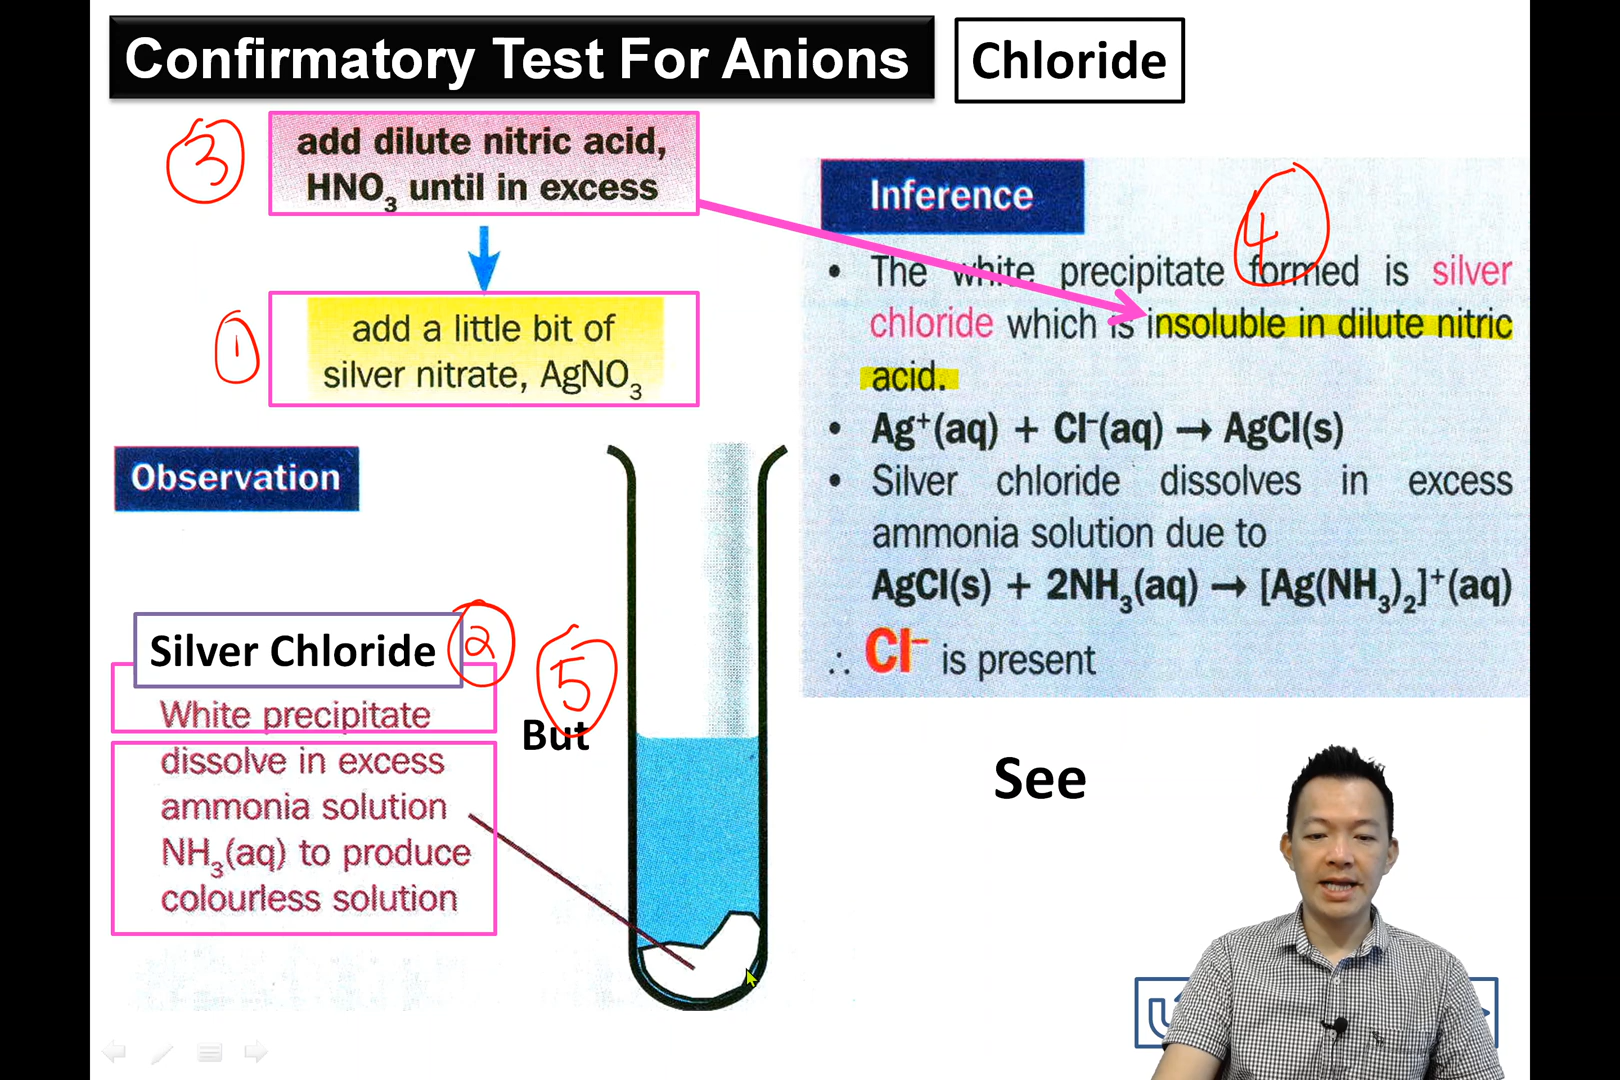 Confirmatory Test For Anions
Chloride
3
add dilute nitric acid,
HNO₃ until in excess
1
add a little bit of
silver nitrate, AgNO₃
Observation
Silver Chloride
2
White precipitate
dissolve in excess
ammonia solution
NH₃(aq) to produce
colourless solution
5
But
Inference
4
• The white precipitate formed is silver
chloride which is insoluble in dilute nitric
acid.
• Ag⁺(aq) + Cl⁻(aq) → AgCl(s)
• Silver chloride dissolves in excess
ammonia solution due to
AgCl(s) + 2NH₃(aq) → [Ag(NH₃)₂]⁺(aq)
∴ Cl⁻ is present
See